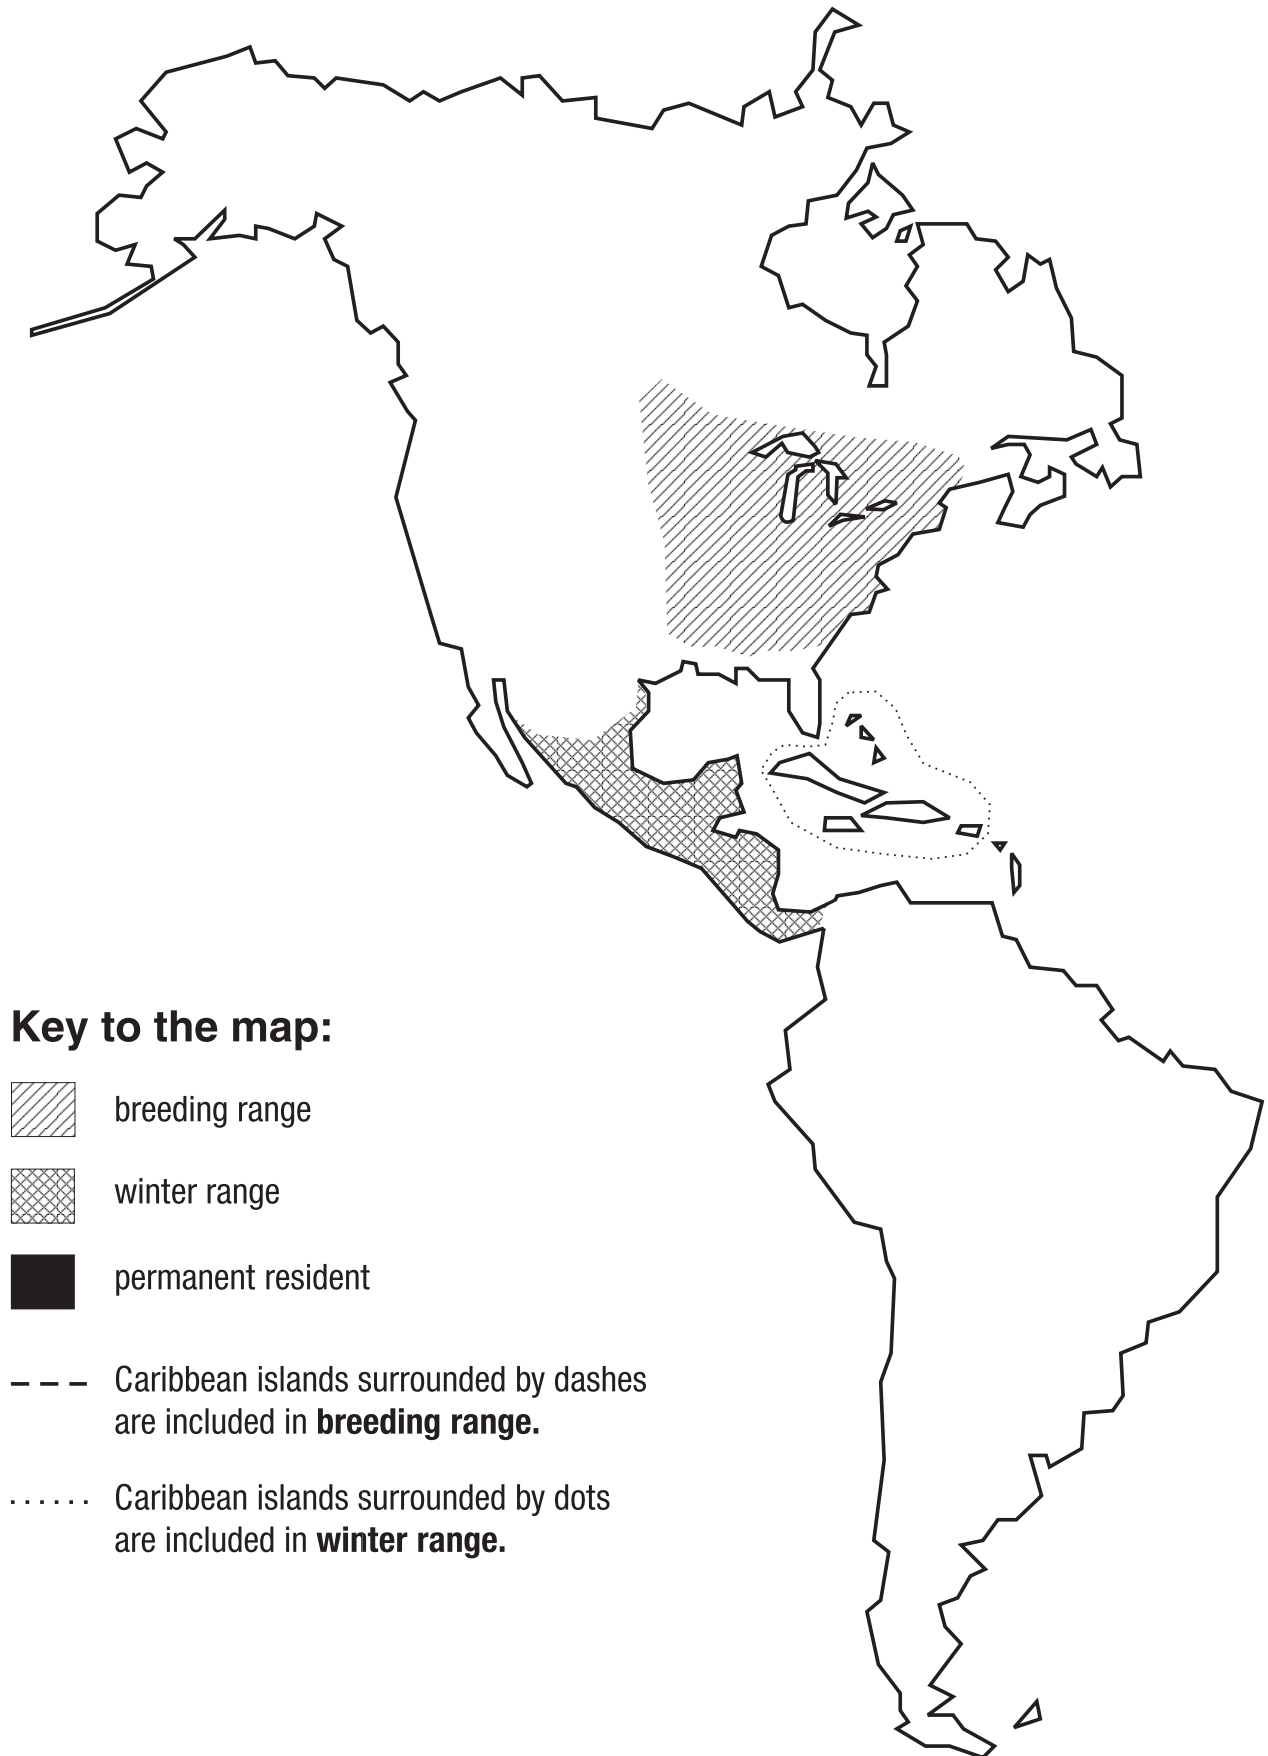 Key to the map:
breeding range
winter range
permanent resident
Caribbean islands surrounded by dashes
are included in breeding range.
Caribbean islands surrounded by dots
are included in winter range.